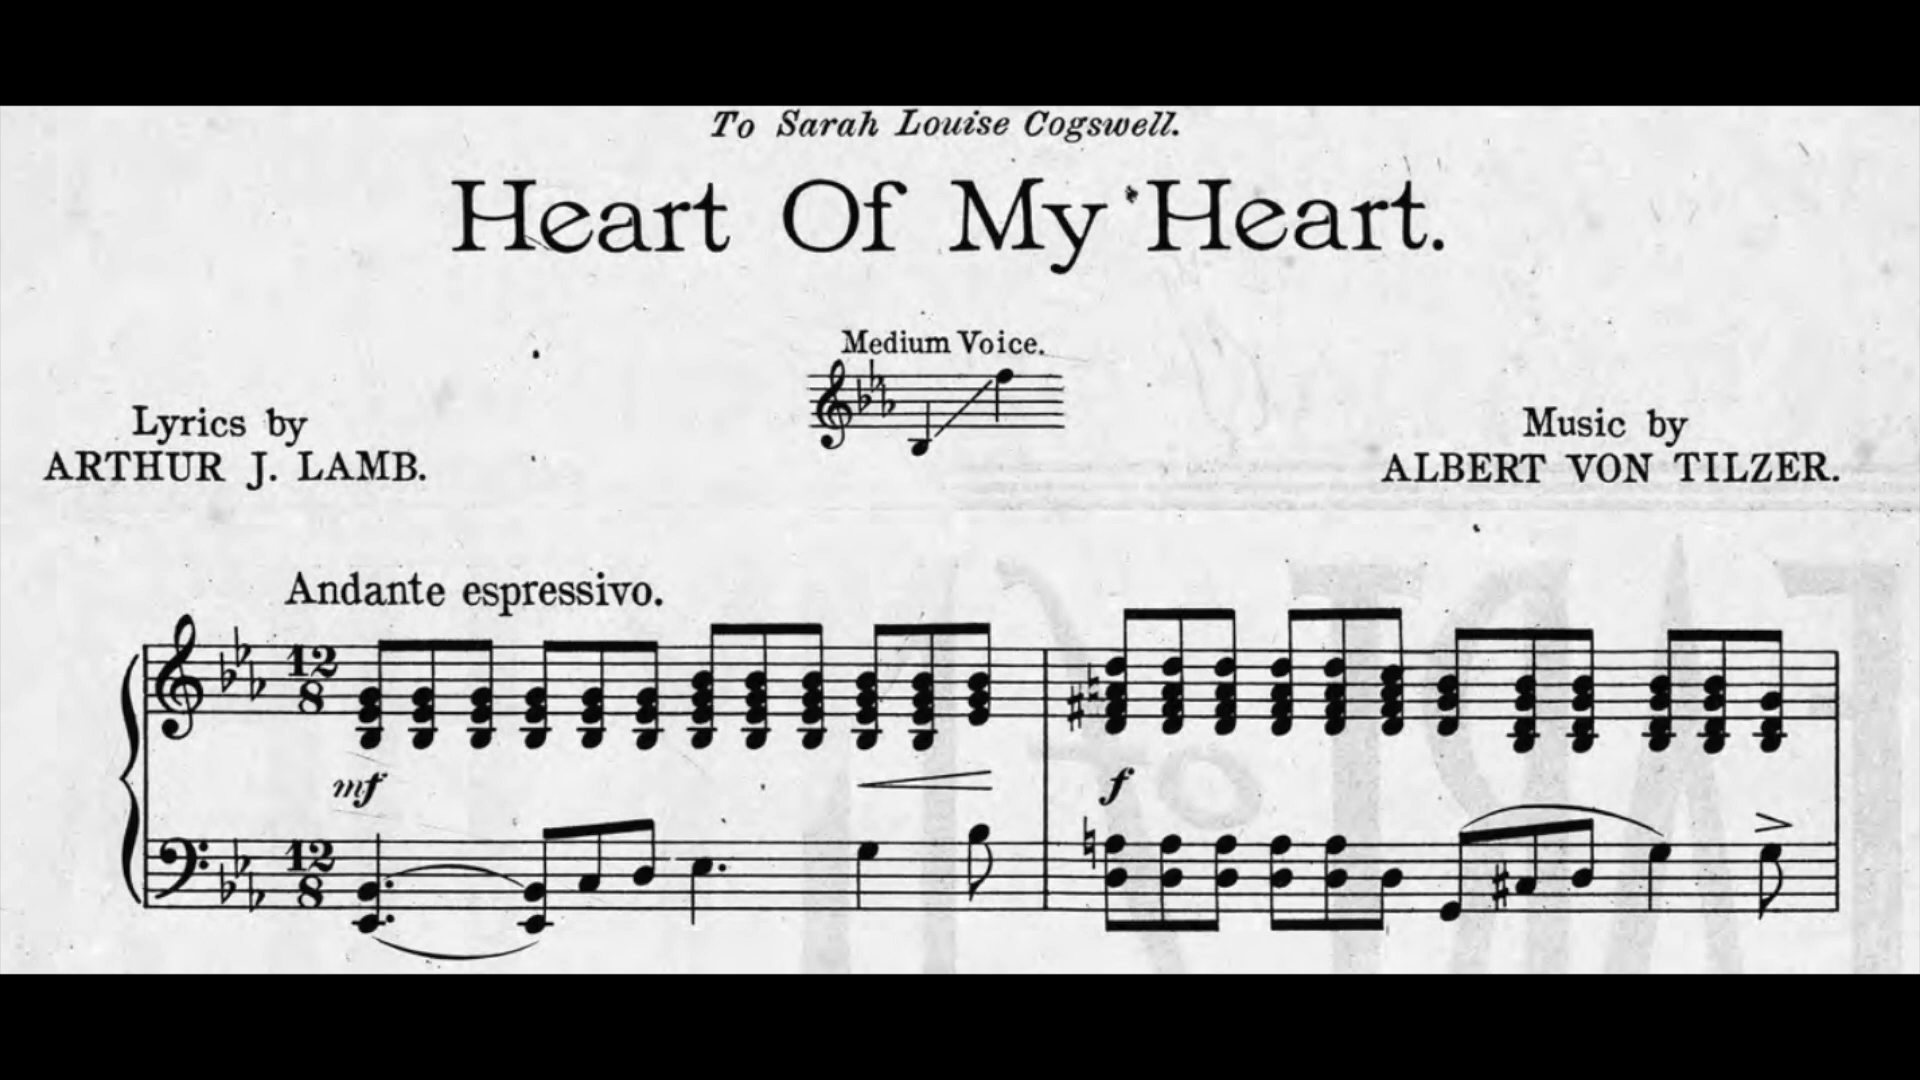 To Sarah Louise Cogswell.
Heart Of My Heart.
Medium Voice.
Lyrics by
ARTHUR J. LAMB.
Music by
ALBERT VON TILZER.
Andante espressivo.
12
8
mf
f
12
8